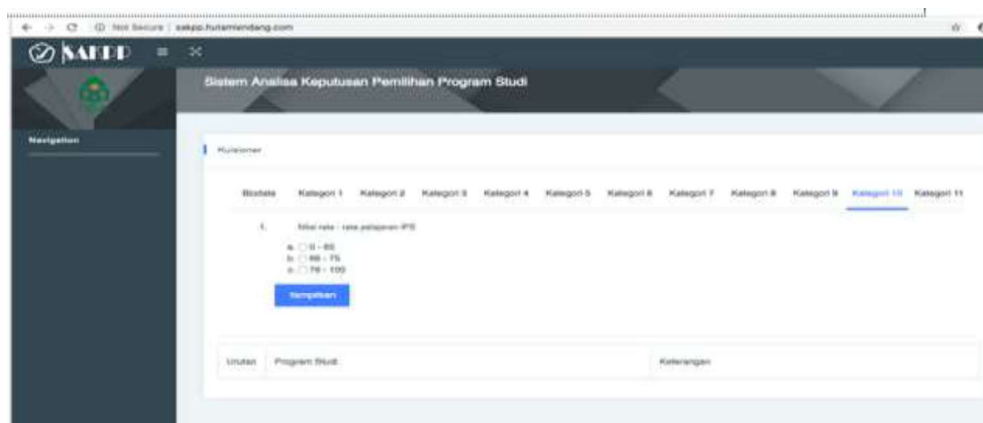 Not Secure | sakpp.hutamlendang.com
SAKPP
Sistem Analisa Keputusan Pemilihan Program Studi
Navigation
Kuisioner
Biodata Kategori 1 Kategori 2 Kategori 3 Kategori 4 Kategori 5 Kategori 6 Kategori 7 Kategori 8 Kategori 9 Kategori 10 Kategori 11
1. Nilai rata - rata pelajaran IPS
a. 0 - 65
b. 66 - 75
c. 76 - 100
Urutan Program Studi Keterangan